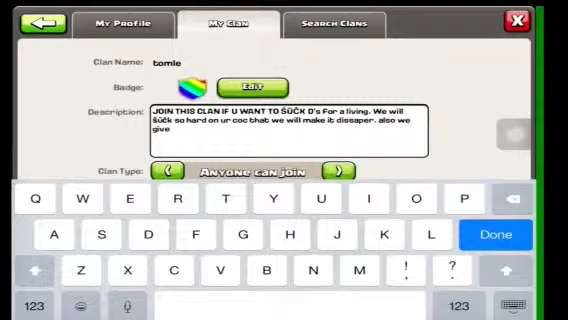 My Profile
My Clan
Search Clans
X
Clan Name: tomle
Badge: Edit
Description: JOIN THIS CLAN IF U WANT TO ŠÛČK D's for a living. We will
šûčk so hard on ur coc that we will make it dissaper. also we
give
Clan Type: Anyone can join
Q W E R T Y U I O P
A S D F G H J K L Done
Z X C V B N M ! , ? .
123 123